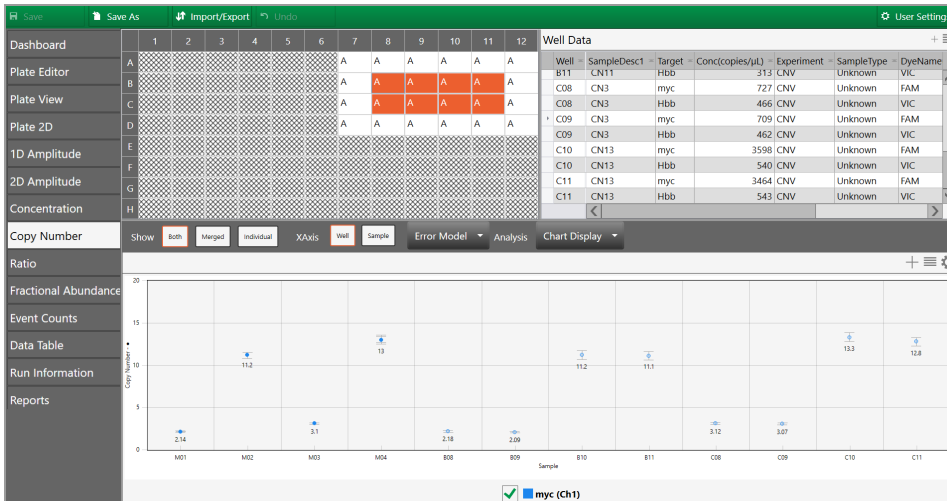 Save Save As Import/Export Undo User Setting
Dashboard
Plate Editor
Plate View
Plate 2D
1D Amplitude
2D Amplitude
Concentration
Copy Number
Ratio
Fractional Abundance
Event Counts
Data Table
Run Information
Reports
1 2 3 4 5 6 7 8 9 10 11 12
A A A A A A A
B A A A A A A
C A A A A A A
D A A A A A A
E
F
G
H
Well Data
Well SampleDesc1 Target Conc(copies/µL) Experiment SampleType DyeName
B11 CN11 Hbb 313 CNV Unknown VIC
C08 CN3 myc 727 CNV Unknown FAM
C08 CN3 Hbb 466 CNV Unknown VIC
C09 CN3 myc 709 CNV Unknown FAM
C09 CN3 Hbb 462 CNV Unknown VIC
C10 CN13 myc 3598 CNV Unknown FAM
C10 CN13 Hbb 540 CNV Unknown VIC
C11 CN13 myc 3464 CNV Unknown FAM
C11 CN13 Hbb 543 CNV Unknown VIC
Show Both Merged Individual XAxis Well Sample Error Model Analysis Chart Display
Copy Number
20
15
10
5
0
2.14
11.2
3.1
13
2.18
2.09
11.2
11.1
3.12
3.07
13.3
12.8
M01 M02 M03 M04 B08 B09 B10 B11 C08 C09 C10 C11
Sample
myc (Ch1)